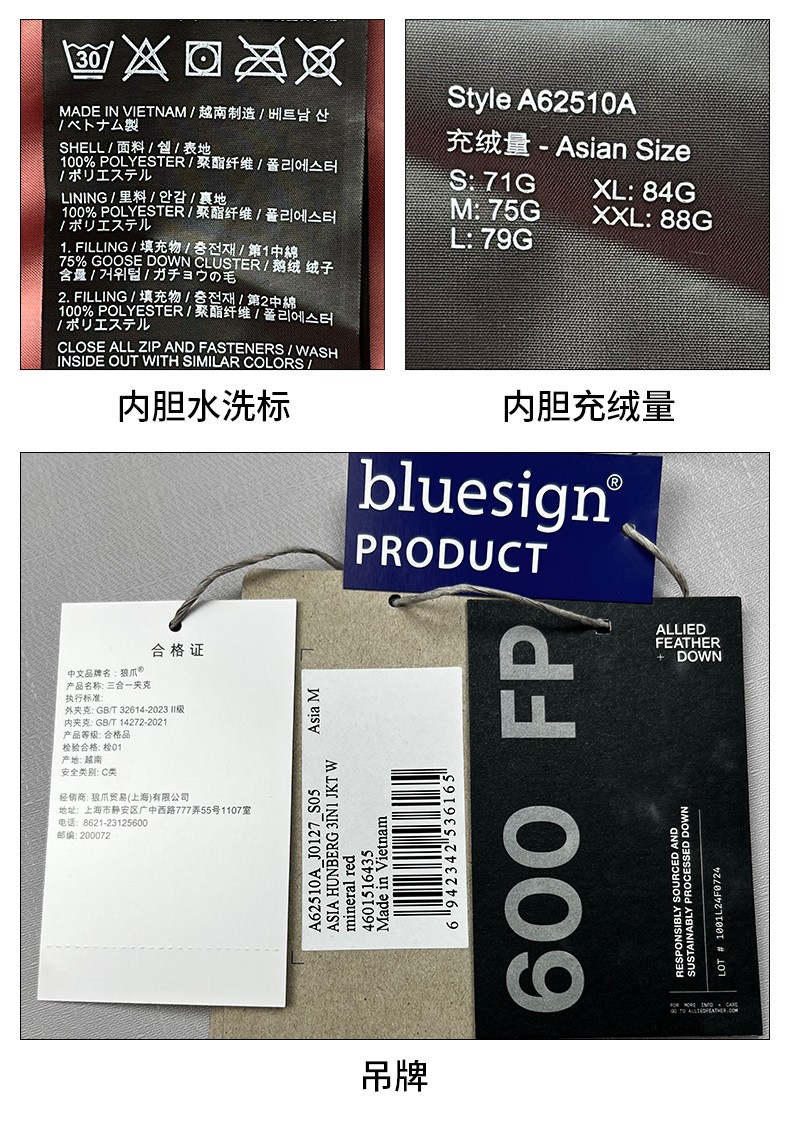 30
MADE IN VIETNAM / 越南制造 / 베트남 산
/ ベトナム製
SHELL / 面料 / 쉘 / 表地
100% POLYESTER / 聚酯纤维 / 폴리에스터
/ ポリエステル
LINING / 里料 / 안감 / 裏地
100% POLYESTER / 聚酯纤维 / 폴리에스터
/ ポリエステル
1. FILLING / 填充物 / 충전재 / 第1中綿
75% GOOSE DOWN CLUSTER / 鹅绒 绒子
含量 / 거위털 / ガチョウの毛
2. FILLING / 填充物 / 충전재 / 第2中綿
100% POLYESTER / 聚酯纤维 / 폴리에스터
/ ポリエステル
CLOSE ALL ZIP AND FASTENERS / WASH
INSIDE OUT WITH SIMILAR COLORS /
内胆水洗标
Style A62510A
充绒量 - Asian Size
S: 71G
M: 75G
L: 79G
XL: 84G
XXL: 88G
内胆充绒量
bluesign®
PRODUCT
合格证
中文品牌名：狼爪®
产品名称: 三合一夹克
执行标准:
外夹克: GB/T 32614-2023 II级
内夹克: GB/T 14272-2021
产品等级: 合格品
检验合格: 检01
产地: 越南
安全类别: C类
经销商: 狼爪贸易(上海)有限公司
地址: 上海市静安区广中西路777弄55号1107室
电话: 8621-23125600
邮编: 200072
Asia M
A62510A_J0127_S05
ASIA HUNBERG 3IN1 JKT W
mineral red
4601516435
Made in Vietnam
6 942342 536165
600 FP
ALLIED
FEATHER
+ DOWN
RESPONSIBLY SOURCED AND
SUSTAINABLY PROCESSED DOWN
LOT # 1001L24F0724
FOR MORE INFO + CARE
GO TO ALLIEDFEATHER.COM
吊牌